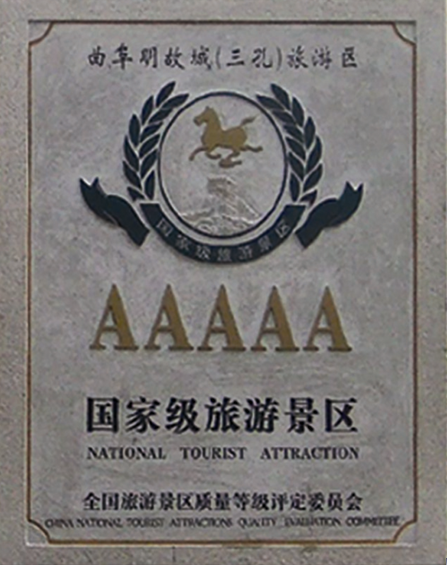 曲阜明故城(三孔)旅游区
国家级旅游景区
AAAAA
国家级旅游景区
NATIONAL TOURIST ATTRACTION
全国旅游景区质量等级评定委员会
CHINA NATIONAL TOURIST ATTRACTIONS QUALITY EVALUATION COMMITTEE